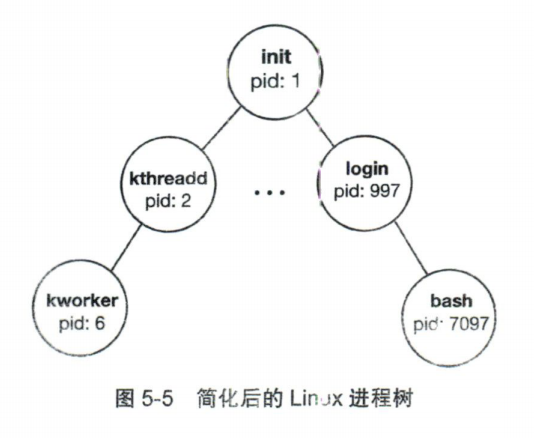 init
pid: 1
kthreadd
pid: 2
...
login
pid: 997
kworker
pid: 6
bash
pid: 7097
图 5-5 简化后的 Linux 进程树